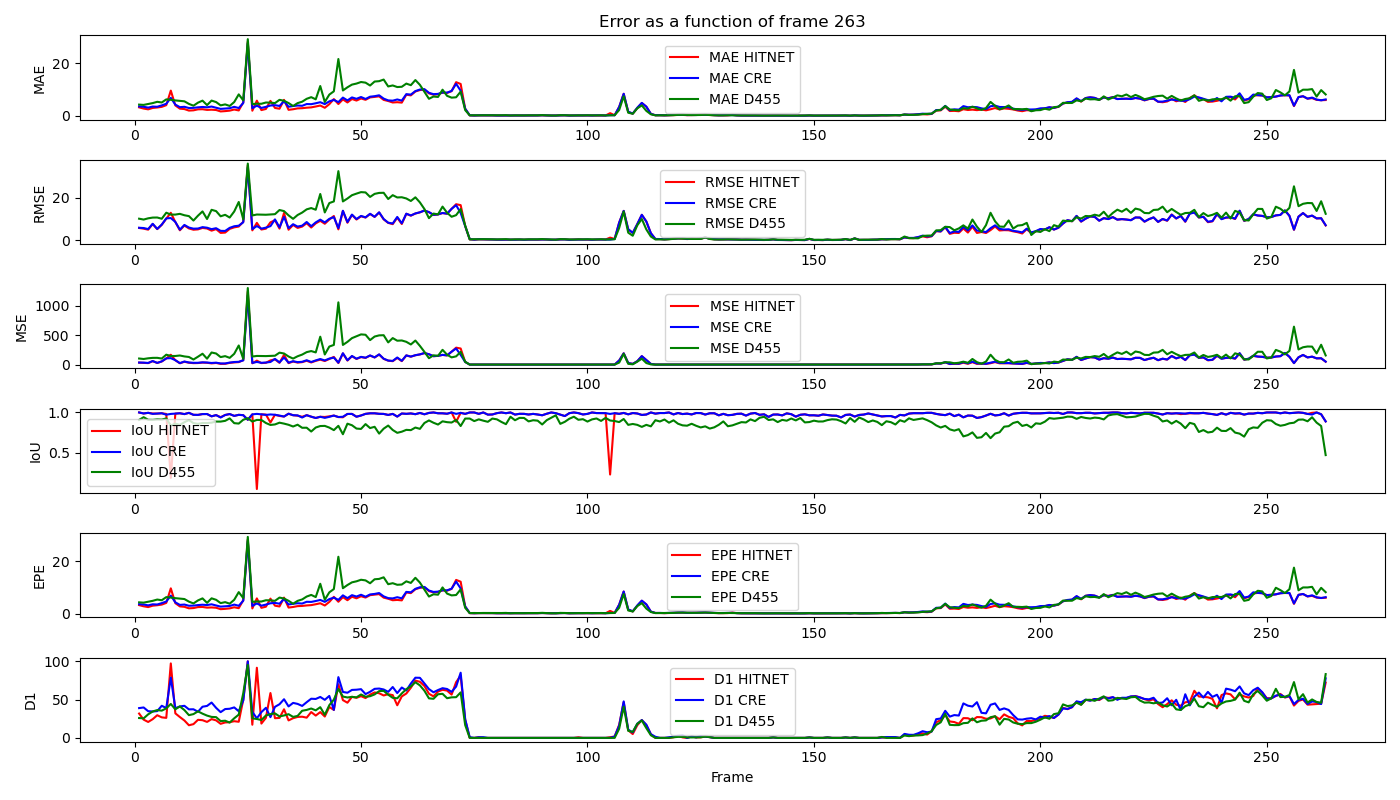 Error as a function of frame 263
MAE
20
0
MAE HITNET
MAE CRE
MAE D455
0 50 100 150 200 250
RMSE
20
0
RMSE HITNET
RMSE CRE
RMSE D455
0 50 100 150 200 250
MSE
1000
500
0
MSE HITNET
MSE CRE
MSE D455
0 50 100 150 200 250
IoU
1.0
0.5
IoU HITNET
IoU CRE
IoU D455
0 50 100 150 200 250
EPE
20
0
EPE HITNET
EPE CRE
EPE D455
0 50 100 150 200 250
D1
100
50
0
D1 HITNET
D1 CRE
D1 D455
0 50 100 150 200 250
Frame